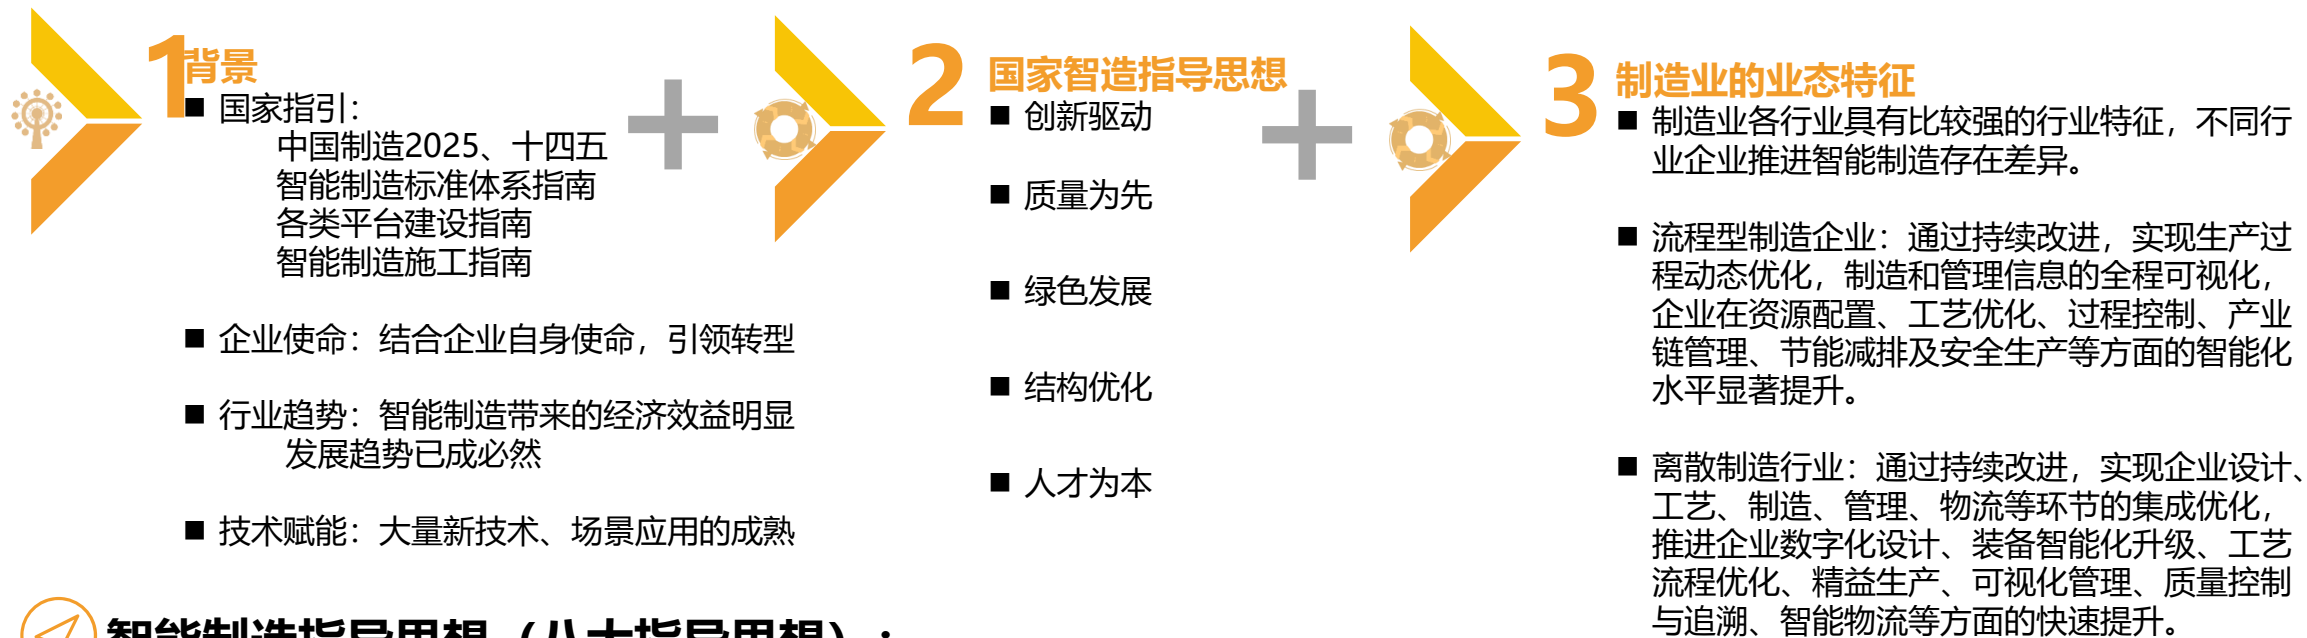 1
背景
■ 国家指引：
中国制造2025、十四五
智能制造标准体系指南
各类平台建设指南
智能制造施工指南
■ 企业使命：结合企业自身使命，引领转型
■ 行业趋势：智能制造带来的经济效益明显
发展趋势已成必然
■ 技术赋能：大量新技术、场景应用的成熟
2
国家智造指导思想
■ 创新驱动
■ 质量为先
■ 绿色发展
■ 结构优化
■ 人才为本
3
制造业的业态特征
■ 制造业各行业具有比较强的行业特征，不同行
业企业推进智能制造存在差异。
■ 流程型制造企业：通过持续改进，实现生产过
程动态优化，制造和管理信息的全程可视化，
企业在资源配置、工艺优化、过程控制、产业
链管理、节能减排及安全生产等方面的智能化
水平显著提升。
■ 离散制造行业：通过持续改进，实现企业设计、
工艺、制造、管理、物流等环节的集成优化，
推进企业数字化设计、装备智能化升级、工艺
流程优化、精益生产、可视化管理、质量控制
与追溯、智能物流等方面的快速提升。
智能制造指导思想（八大指导思想）：